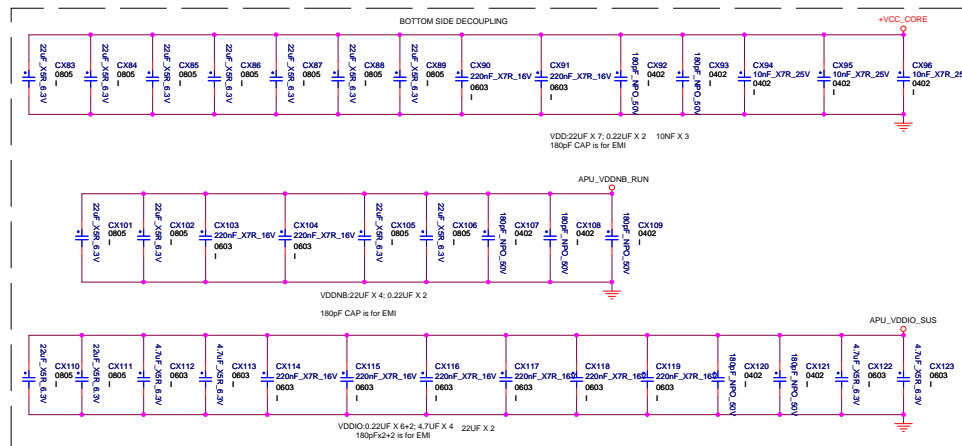 BOTTOM SIDE DECOUPLING
+VCC_CORE
22uF_X5R_6.3V CX83 0805 I
22uF_X5R_6.3V CX84 0805 I
22uF_X5R_6.3V CX85 0805 I
22uF_X5R_6.3V CX86 0805 I
22uF_X5R_6.3V CX87 0805 I
22uF_X5R_6.3V CX88 0805 I
22uF_X5R_6.3V CX89 0805 I
CX90 220nF_X7R_16V 0603 I
CX91 220nF_X7R_16V 0603 I
180pF_NPO_50V CX92 0402 I
180pF_NPO_50V CX93 0402 I
CX94 10nF_X7R_25V 0402 I
CX95 10nF_X7R_25V 0402 I
CX96 10nF_X7R_25 0402 I
VDD:22UF X 7; 0.22UF X 2 10NF X 3
180pF CAP is for EMI
APU_VDDNB_RUN
22uF_X5R_6.3V CX101 0805 I
22uF_X5R_6.3V CX102 0805 I
CX103 220nF_X7R_16V 0603 I
CX104 220nF_X7R_16V 0603 I
22uF_X5R_6.3V CX105 0805 I
22uF_X5R_6.3V CX106 0805 I
180pF_NPO_50V CX107 0402 I
180pF_NPO_50V CX108 0402 I
180pF_NPO_50V CX109 0402 I
VDDNB:22UF X 4; 0.22UF X 2
180pF CAP is for EMI
APU_VDDIO_SUS
22uF_X5R_6.3V CX110 0805 I
22uF_X5R_6.3V CX111 0805 I
4.7uF_X5R_6.3V CX112 0603 I
4.7uF_X5R_6.3V CX113 0603 I
CX114 220nF_X7R_16V 0603 I
CX115 220nF_X7R_16V 0603 I
CX116 220nF_X7R_16V 0603 I
CX117 220nF_X7R_16V 0603 I
CX118 220nF_X7R_16V 0603 I
CX119 220nF_X7R_16V 0603 I
180pF_NPO_50V CX120 0402 I
180pF_NPO_50V CX121 0402 I
4.7uF_X5R_6.3V CX122 0603 I
4.7uF_X5R_6.3V CX123 0603 I
VDDIO:0.22UF X 6+2; 4.7UF X 4 22UF X 2
180pFx2+2 is for EMI